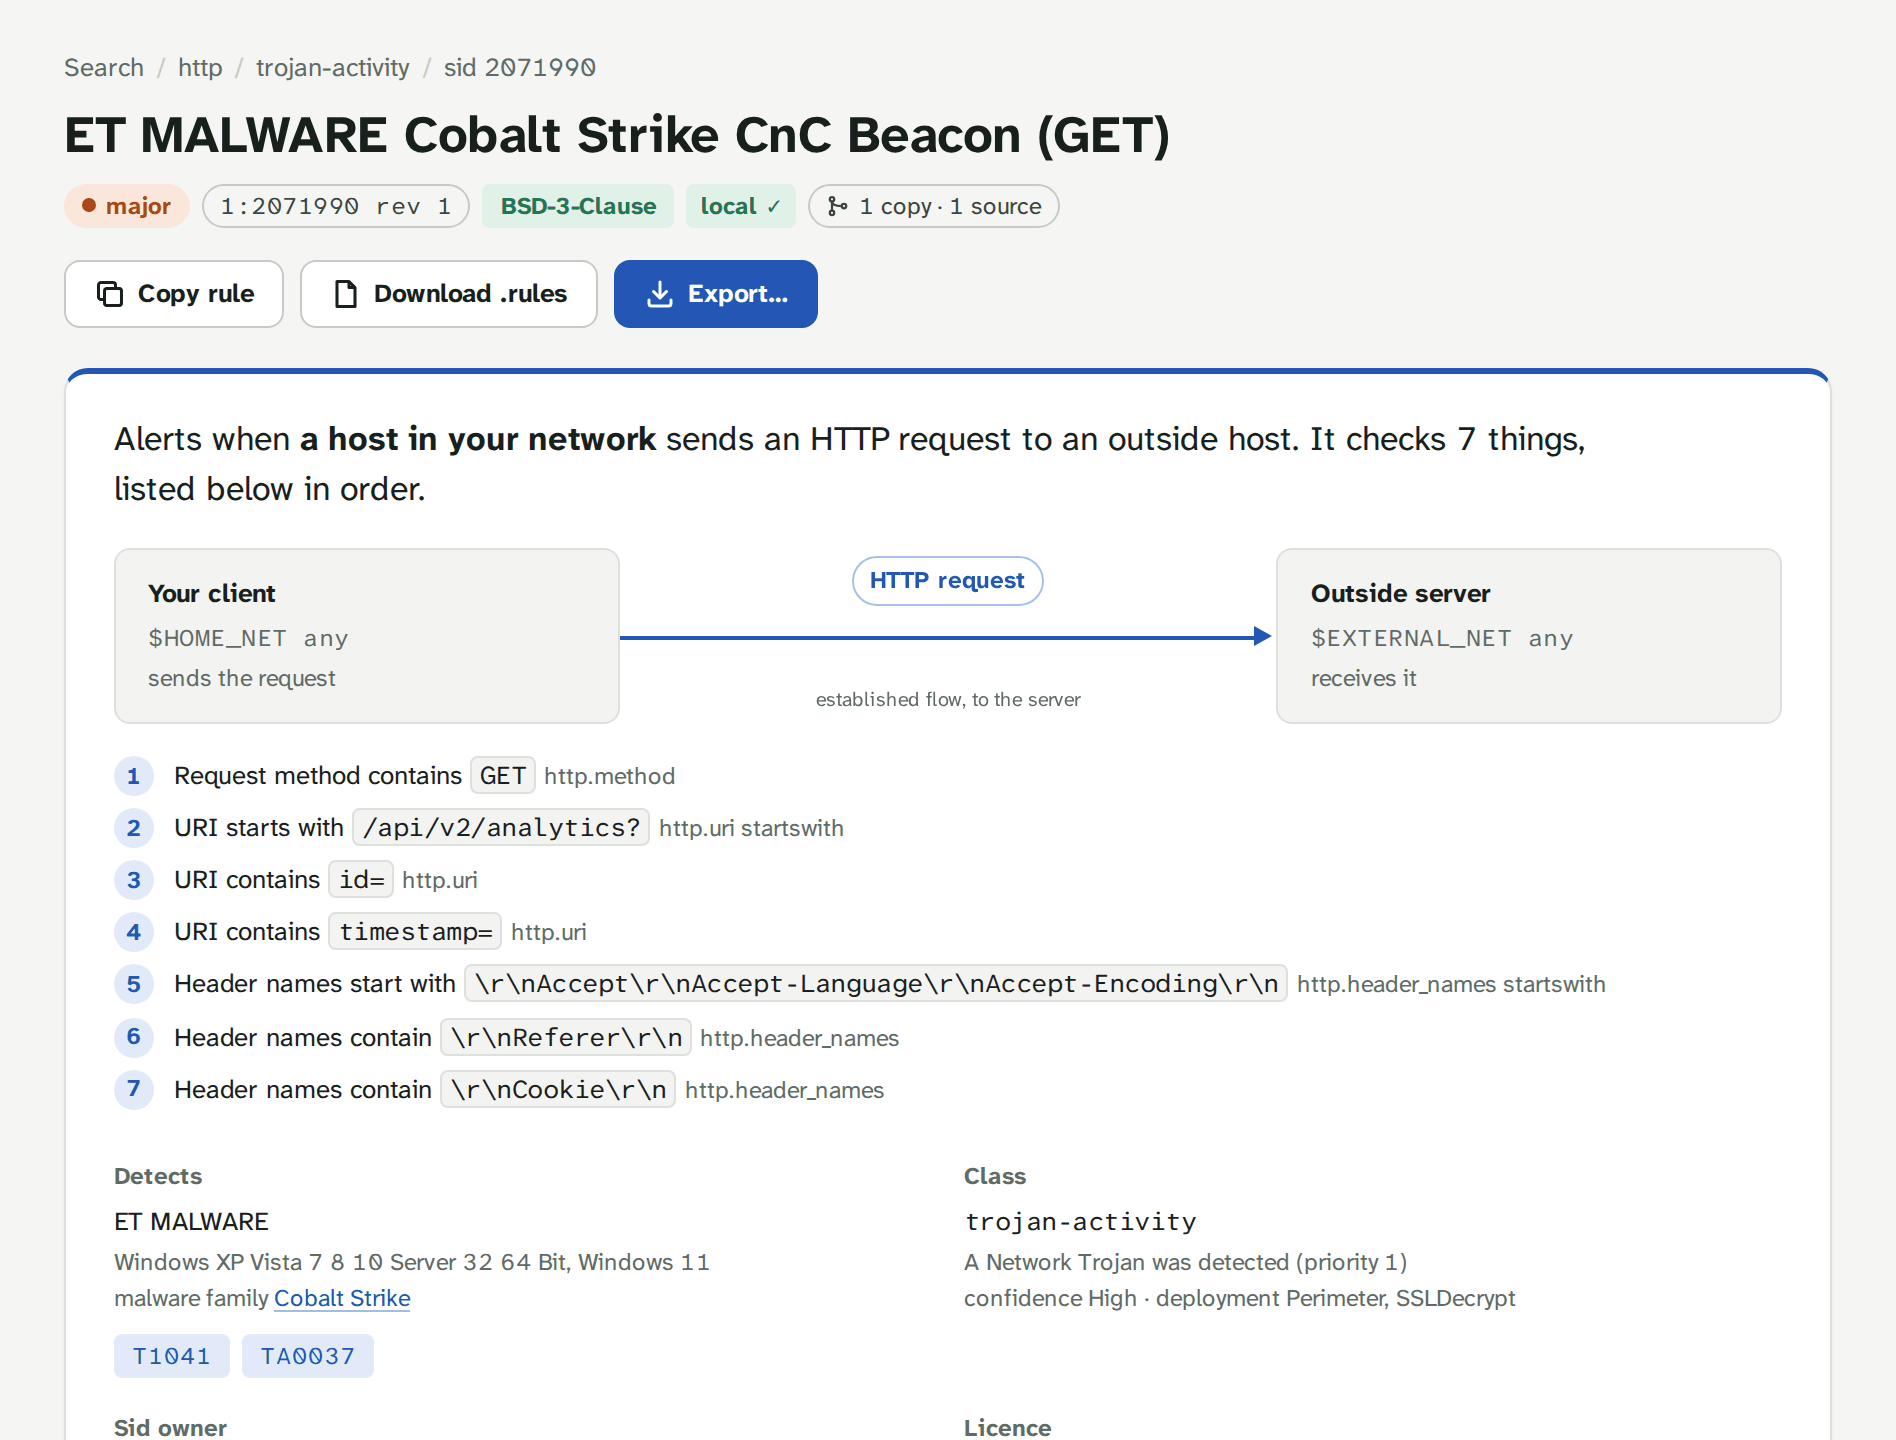 Search / http / trojan-activity / sid 2071990
ET MALWARE Cobalt Strike CnC Beacon (GET)
major 1:2071990 rev 1 BSD-3-Clause local ✓ 1 copy · 1 source
Copy rule Download .rules Export...
Alerts when a host in your network sends an HTTP request to an outside host. It checks 7 things,
listed below in order.
Your client
$HOME_NET any
sends the request
HTTP request
established flow, to the server
Outside server
$EXTERNAL_NET any
receives it
1 Request method contains GET http.method
2 URI starts with /api/v2/analytics? http.uri startswith
3 URI contains id= http.uri
4 URI contains timestamp= http.uri
5 Header names start with \r\nAccept\r\nAccept-Language\r\nAccept-Encoding\r\n http.header_names startswith
6 Header names contain \r\nReferer\r\n http.header_names
7 Header names contain \r\nCookie\r\n http.header_names
Detects
ET MALWARE
Windows XP Vista 7 8 10 Server 32 64 Bit, Windows 11
malware family Cobalt Strike
T1041 TA0037
Class
trojan-activity
A Network Trojan was detected (priority 1)
confidence High · deployment Perimeter, SSLDecrypt
Sid owner
Licence